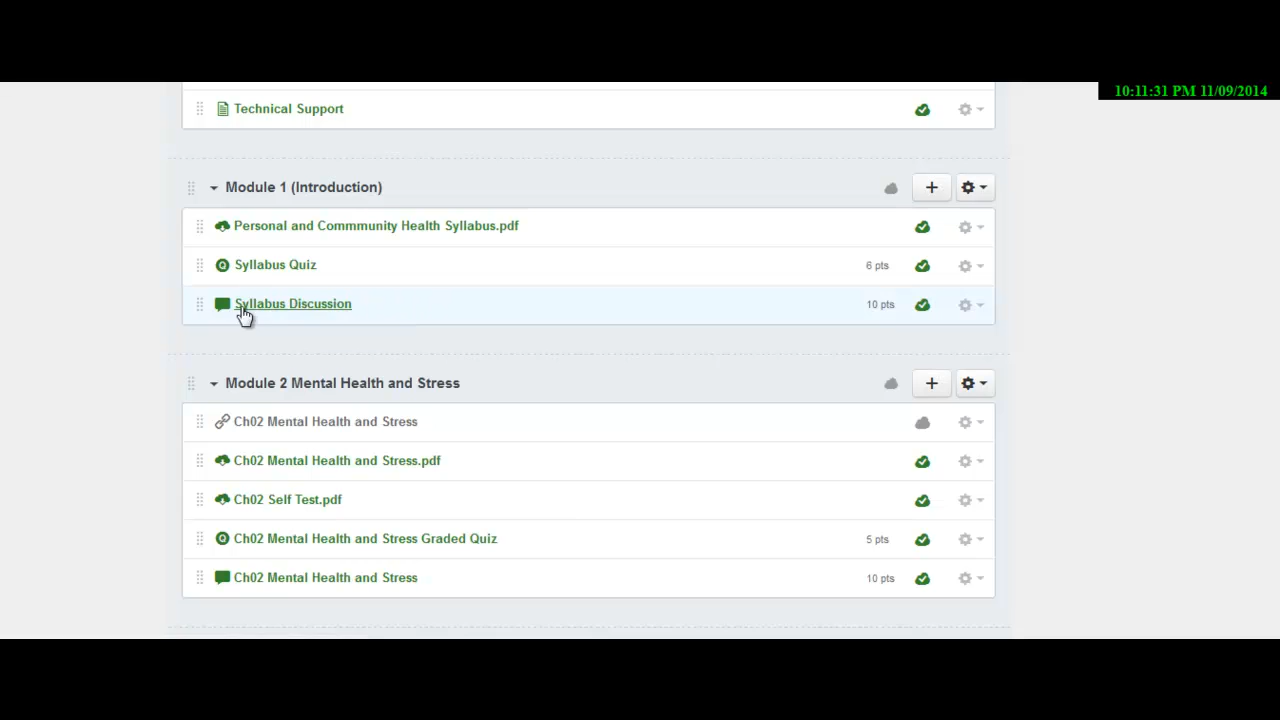 10:11:31 PM 11/09/2014
Technical Support
Module 1 (Introduction)
Personal and Commmunity Health Syllabus.pdf
Syllabus Quiz 6 pts
Syllabus Discussion 10 pts
Module 2 Mental Health and Stress
Ch02 Mental Health and Stress
Ch02 Mental Health and Stress.pdf
Ch02 Self Test.pdf
Ch02 Mental Health and Stress Graded Quiz 5 pts
Ch02 Mental Health and Stress 10 pts